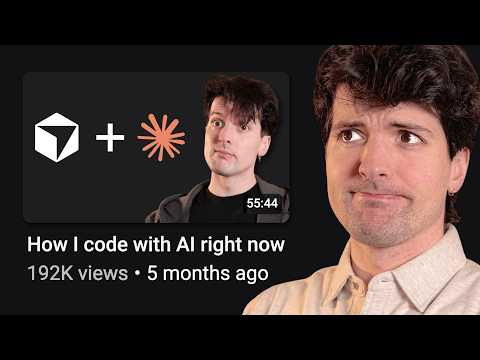 55:44
How I code with AI right now
192K views • 5 months ago